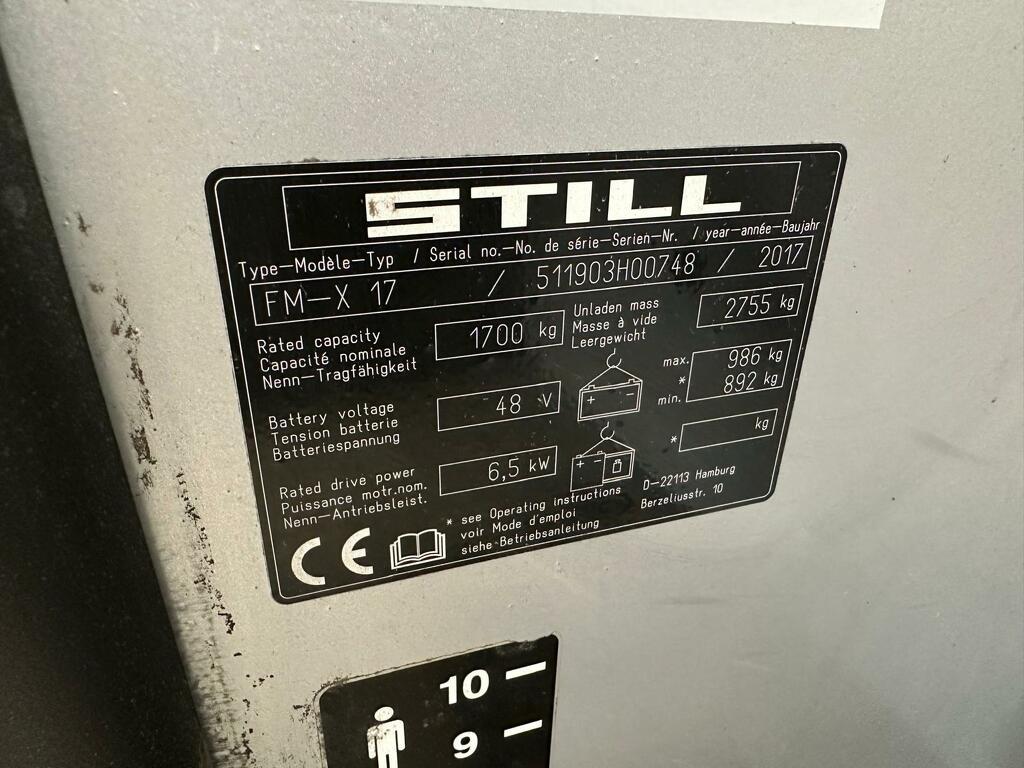 STILL
Type–Modèle–Typ / Serial no.–No. de série–Serien–Nr. / year–année–Baujahr
FM–X 17 / 511903H00748 / 2017
Rated capacity
Capacité nominale
Nenn–Tragfähigkeit
1700 kg
Unladen mass
Masse à vide
Leergewicht
2755 kg
Battery voltage
Tension batterie
Batteriespannung
48 V
+ –
max. 986 kg
* 892 kg
min.
Rated drive power
Puissance motr.nom.
Nenn–Antriebsleist.
6,5 kW
+ –
* kg
CE
* see Operating instructions
voir Mode d'emploi
siehe Betriebsanleitung
D–22113 Hamburg
Berzeliusstr. 10
10
9